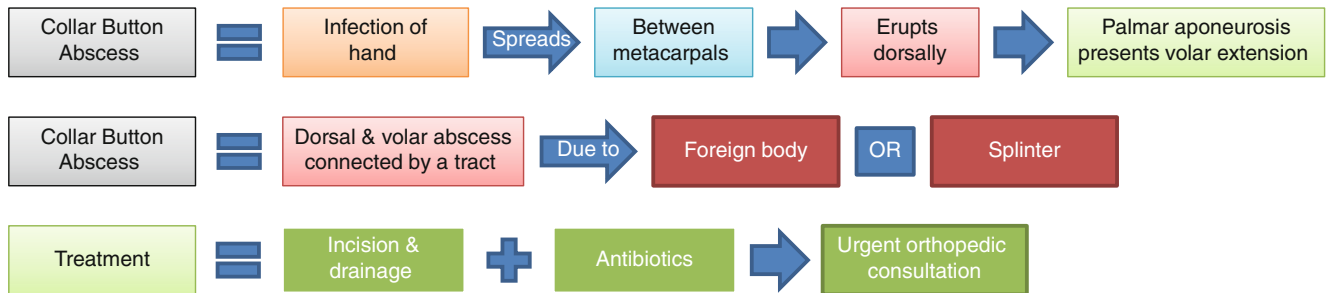 Collar Button
Abscess
Infection of
hand
Spreads
Between
metacarpals
Erupts
dorsally
Palmar aponeurosis
presents volar extension
Collar Button
Abscess
Dorsal & volar abscess
connected by a tract
Due to
Foreign body
OR
Splinter
Treatment
Incision &
drainage
Antibiotics
Urgent orthopedic
consultation